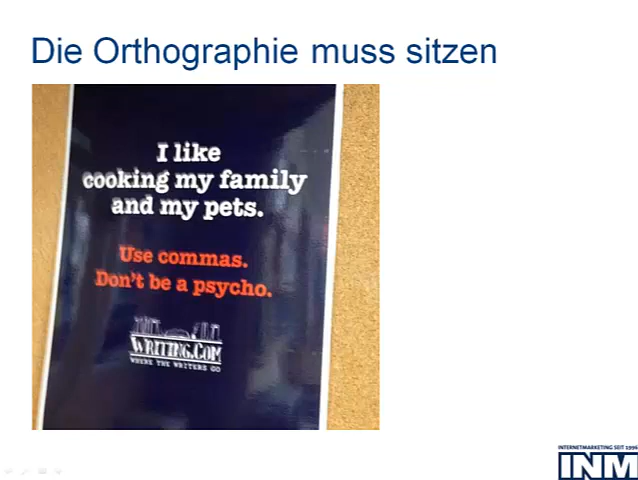 Die Orthographie muss sitzen
I like
cooking my family
and my pets.
Use commas.
Don't be a psycho.
WRITING.COM
WHERE THE WRITERS GO
INTERNETMARKETING SEIT 1996
INM